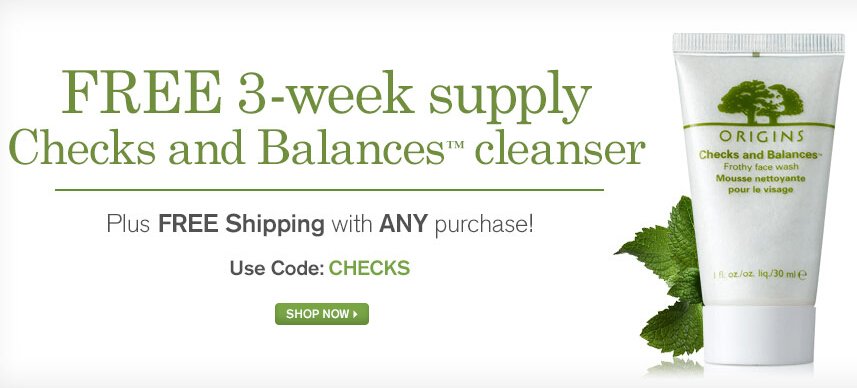 FREE 3-week supply
Checks and Balances™ cleanser
Plus FREE Shipping with ANY purchase!
Use Code: CHECKS
SHOP NOW
ORIGINS
Checks and Balances™
Frothy face wash
Mousse nettoyante
pour le visage
1 fl. oz./oz. liq./30 ml ℮